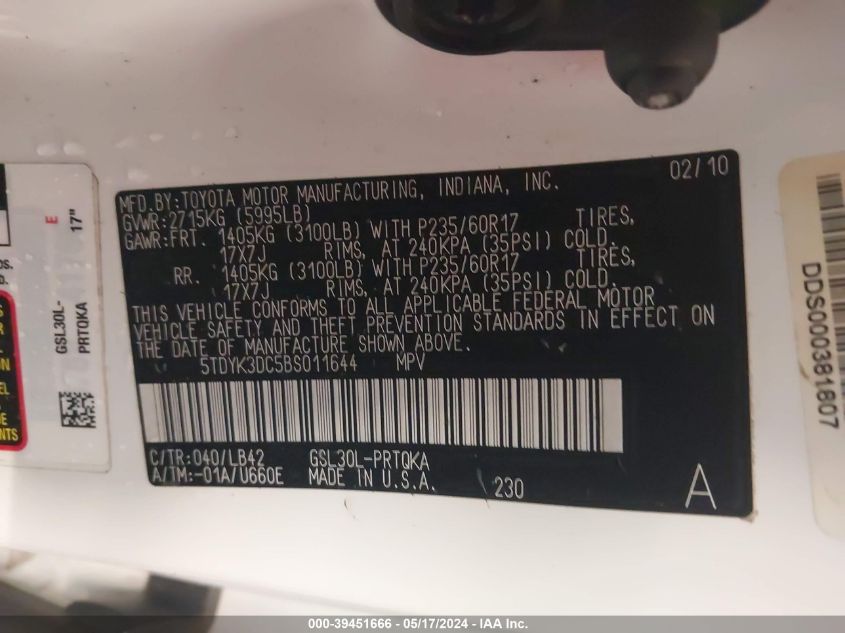 MFD.BY:TOYOTA MOTOR MANUFACTURING, INDIANA, INC. 02/10
GVWR:2715KG (5995LB)
GAWR:FRT. 1405KG (3100LB) WITH P235/60R17 TIRES,
17X7J RIMS, AT 240KPA (35PSI) COLD.
RR. 1405KG (3100LB) WITH P235/60R17 TIRES,
17X7J RIMS, AT 240KPA (35PSI) COLD.
THIS VEHICLE CONFORMS TO ALL APPLICABLE FEDERAL MOTOR
VEHICLE SAFETY AND THEFT PREVENTION STANDARDS IN EFFECT ON
THE DATE OF MANUFACTURE SHOWN ABOVE.
5TDYK3DC5BS011644 MPV
C/TR:040/LB42 GSL30L-PRTQKA
A/TM:-01A/U660E MADE IN U.S.A. 230 A
GSL30L-
PRTQKA
E
17"
DDS000381807
000-39451666 - 05/17/2024 - IAA Inc.